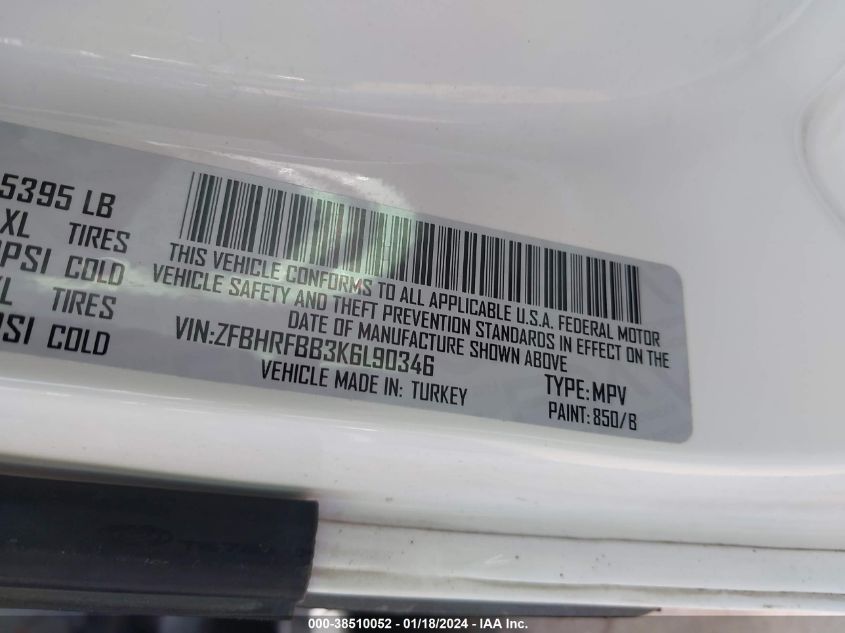 5395 LB
XL TIRES
PSI COLD
XL TIRES
PSI COLD
THIS VEHICLE CONFORMS TO ALL APPLICABLE U.S.A. FEDERAL MOTOR
VEHICLE SAFETY AND THEFT PREVENTION STANDARDS IN EFFECT ON THE
DATE OF MANUFACTURE SHOWN ABOVE
VIN:ZFBHRFBB3K6L90346
TYPE:MPV
VEHICLE MADE IN: TURKEY
PAINT: 850/B
000-38510052 - 01/18/2024 - IAA Inc.